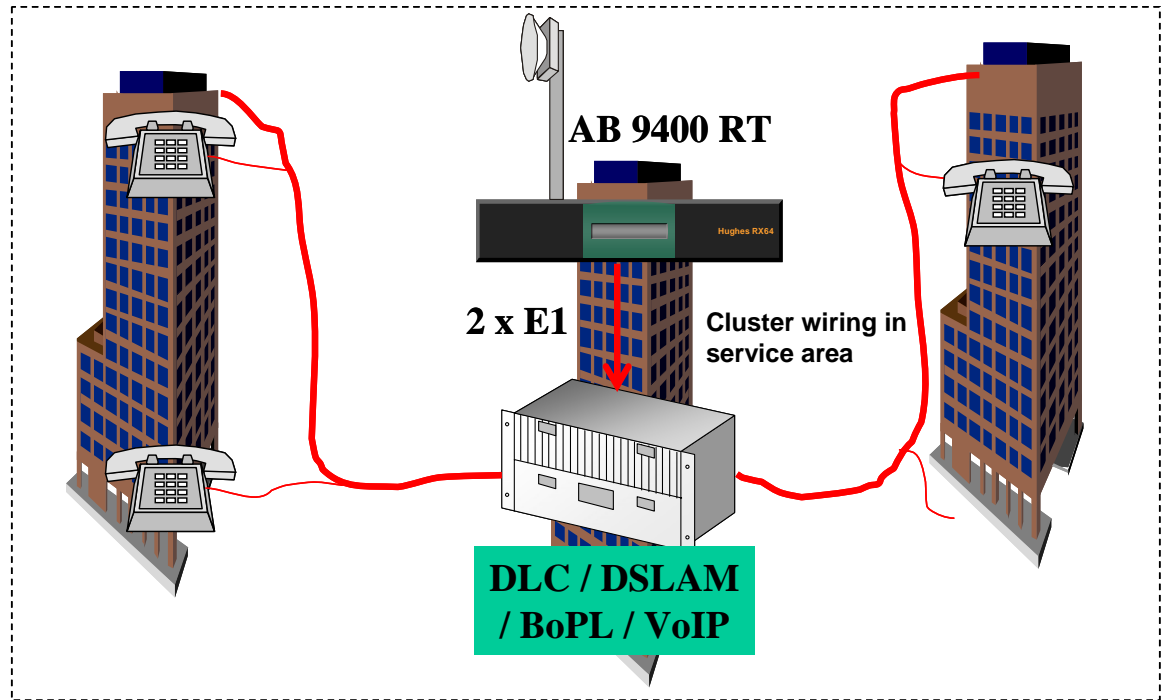 AB 9400 RT
Hughes RX64
2 x E1
Cluster wiring in
service area
DLC / DSLAM
/ BoPL / VoIP